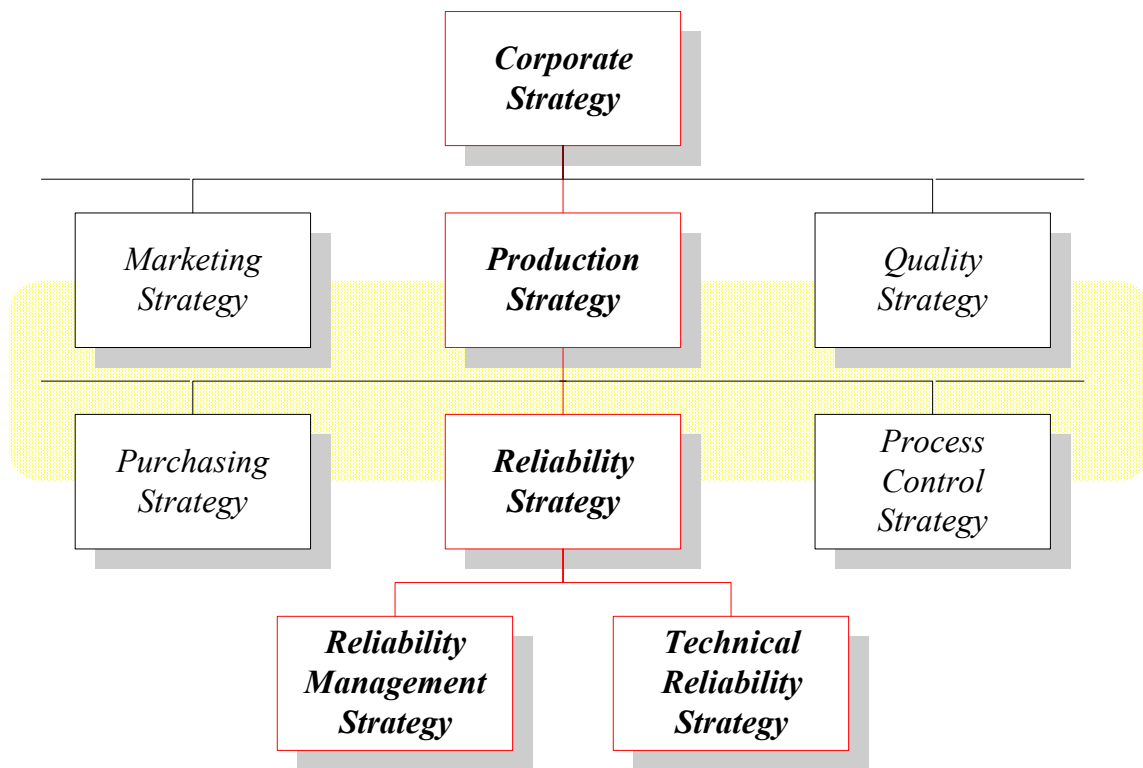 Corporate
Strategy
Marketing
Strategy
Production
Strategy
Quality
Strategy
Purchasing
Strategy
Reliability
Strategy
Process
Control
Strategy
Reliability
Management
Strategy
Technical
Reliability
Strategy